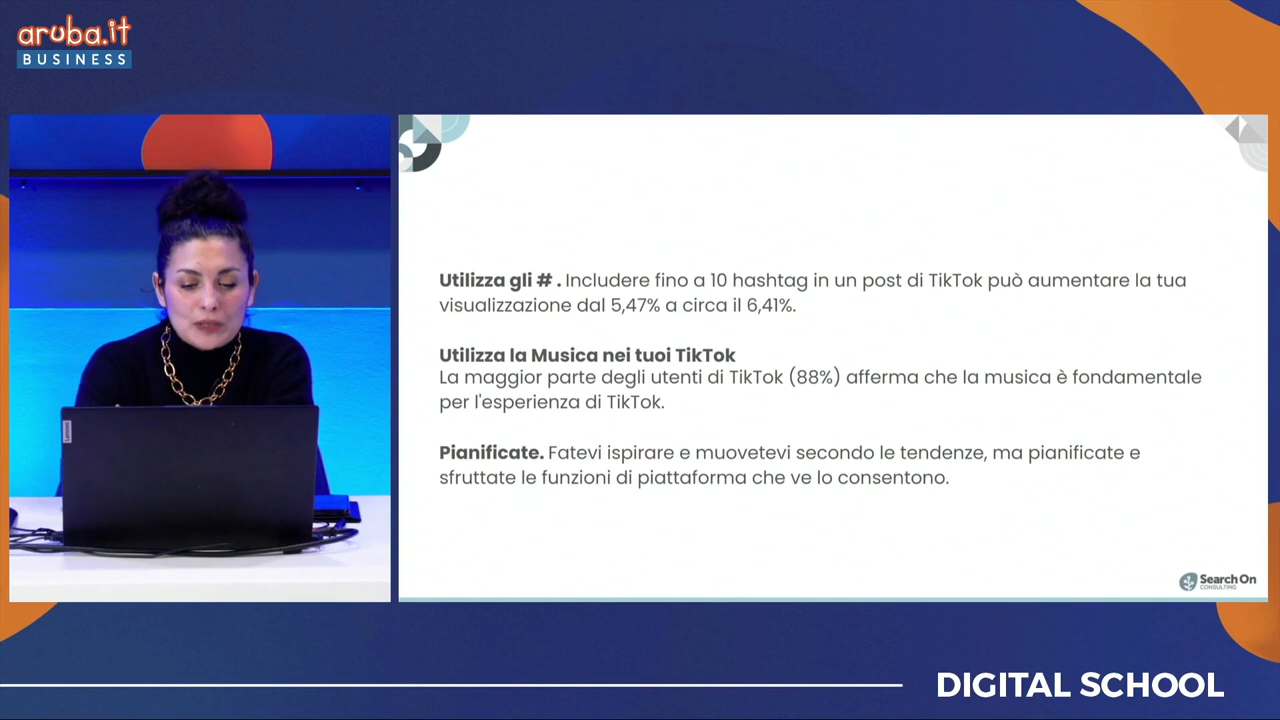 aruba.it
BUSINESS
Utilizza gli # . Includere fino a 10 hashtag in un post di TikTok può aumentare la tua
visualizzazione dal 5,47% a circa il 6,41%.
Utilizza la Musica nei tuoi TikTok
La maggior parte degli utenti di TikTok (88%) afferma che la musica è fondamentale
per l'esperienza di TikTok.
Pianificate. Fatevi ispirare e muovetevi secondo le tendenze, ma pianificate e
sfruttate le funzioni di piattaforma che ve lo consentono.
Lenovo
Search On
CONSULTING
DIGITAL SCHOOL